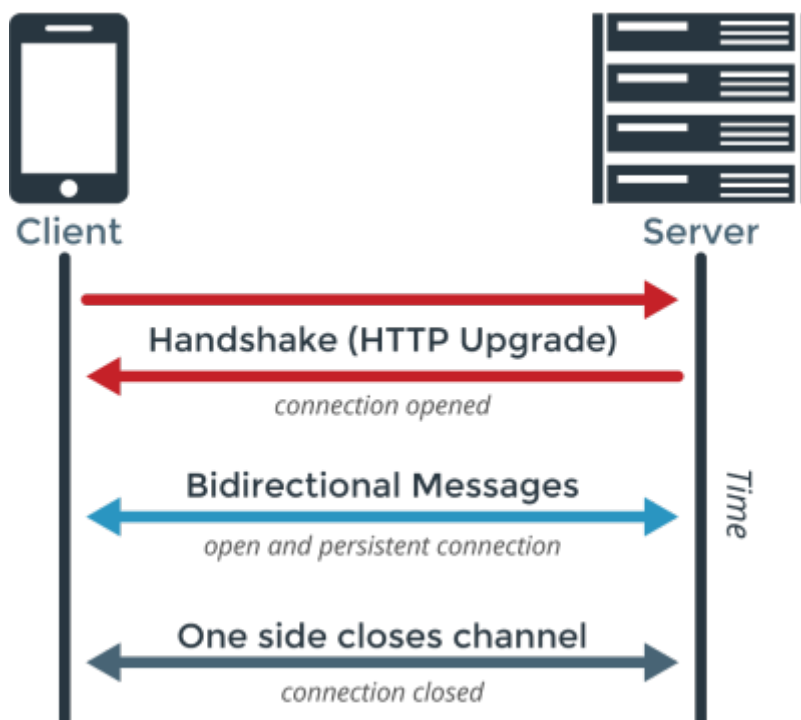 Client
Server
Handshake (HTTP Upgrade)
connection opened
Bidirectional Messages
open and persistent connection
Time
One side closes channel
connection closed